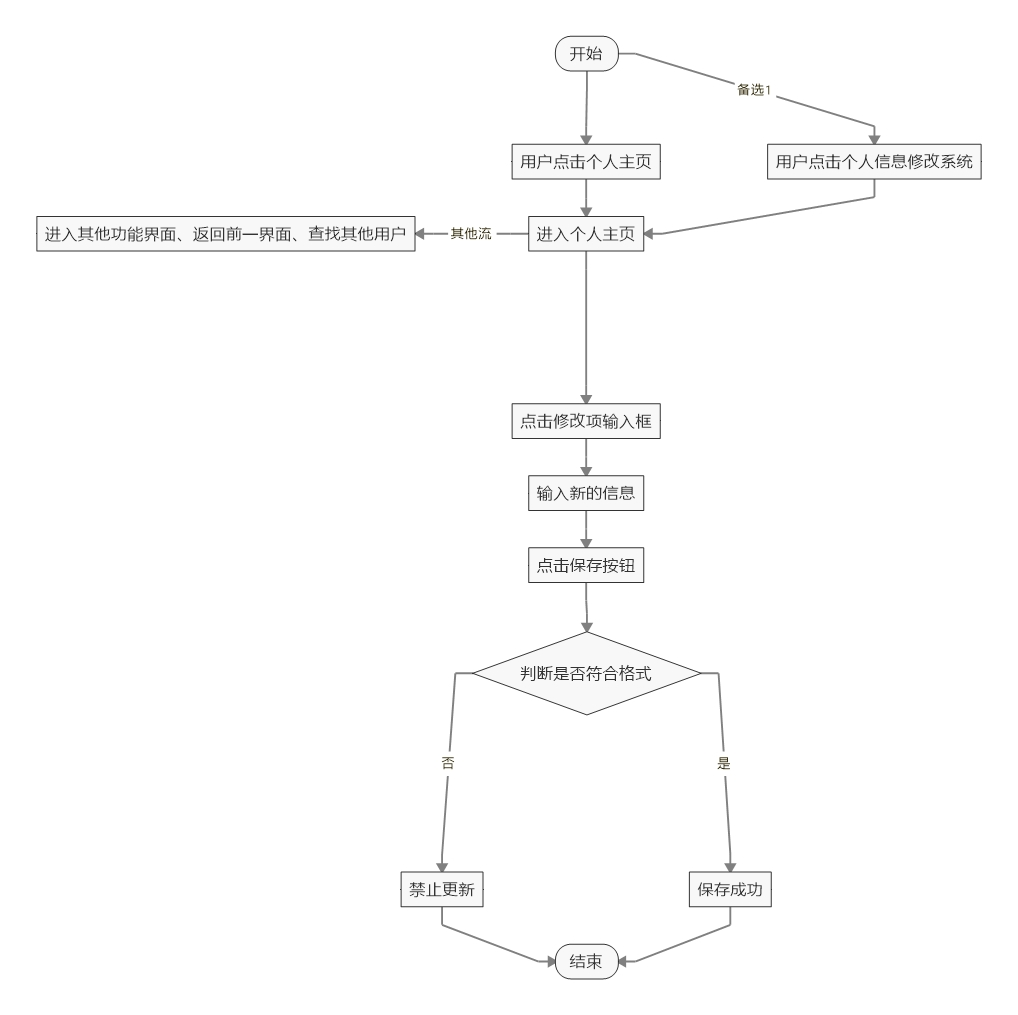 开始
备选1
用户点击个人主页
用户点击个人信息修改系统
进入其他功能界面、返回前一界面、查找其他用户
其他流
进入个人主页
点击修改项输入框
输入新的信息
点击保存按钮
判断是否符合格式
否
是
禁止更新
保存成功
结束